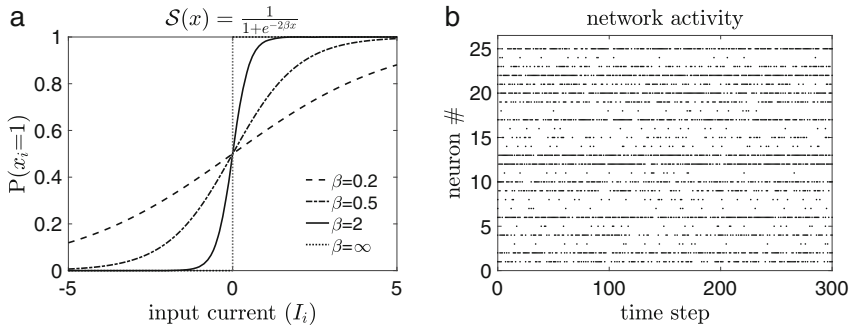 a
S(x) = 1/(1+e^{-2βx})
P(x_i=1)
1
0.8
0.6
0.4
0.2
0
-5
0
5
β=0.2
β=0.5
β=2
β=∞
input current (I_i)
b
network activity
neuron #
25
20
15
10
5
0
0
100
200
300
time step